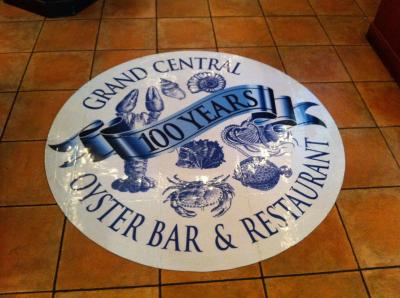 GRAND CENTRAL
100 YEARS
OYSTER BAR & RESTAURANT